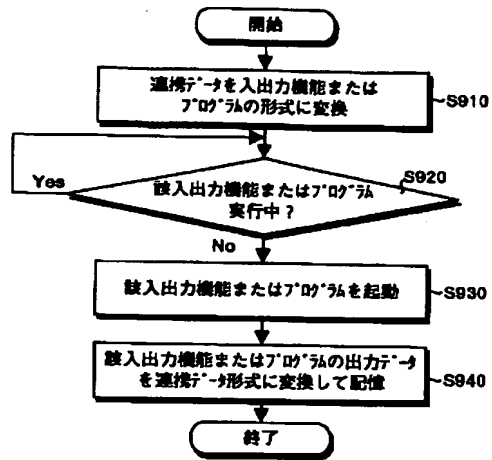 開始
連携データを入出力機能または
プログラムの形式に変換
S910
S920
Yes
該入出力機能またはプログラム
実行中?
No
該入出力機能またはプログラムを起動
S930
該入出力機能またはプログラムの出力データ
を連携データ形式に変換して記憶
S940
終了